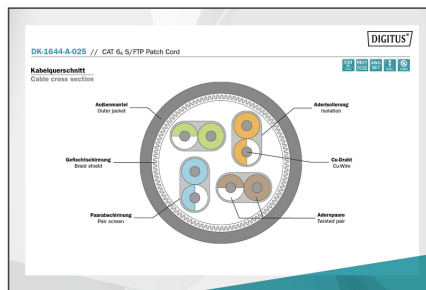 DIGITUS®
DK-1644-A-025 // CAT 6A S/FTP Patch Cord
Kabelquerschnitt
Cable cross section
Außenmantel
Outer jacket
Aderisolierung
Isolation
Geflechtschirmung
Braid shield
Cu-Draht
Cu-Wire
Paarabschirmung
Pair screen
Adernpaare
Twisted pair